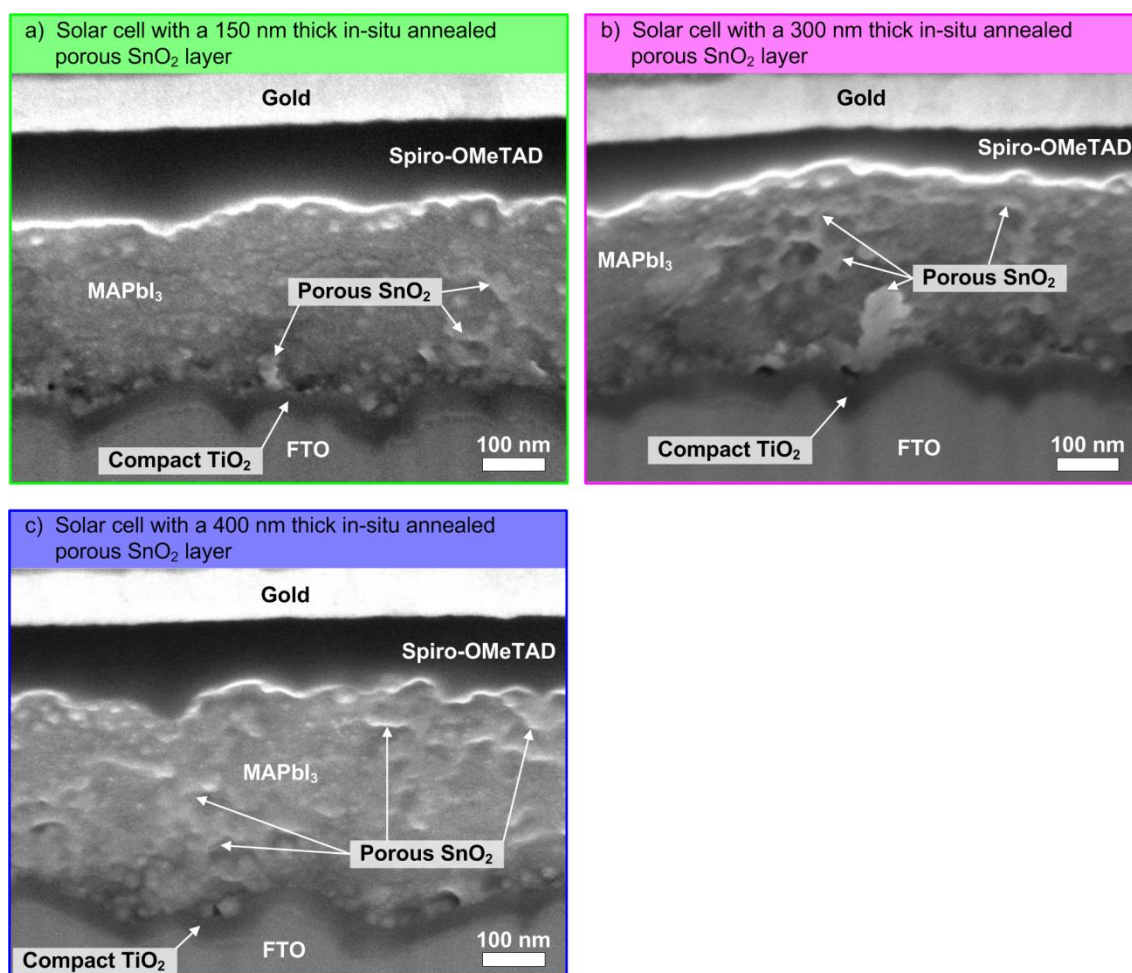 a) Solar cell with a 150 nm thick in-situ annealed
porous SnO₂ layer
Gold
Spiro-OMeTAD
MAPbI₃
Porous SnO₂
Compact TiO₂
FTO
100 nm
b) Solar cell with a 300 nm thick in-situ annealed
porous SnO₂ layer
Gold
Spiro-OMeTAD
MAPbI₃
Porous SnO₂
Compact TiO₂
FTO
100 nm
c) Solar cell with a 400 nm thick in-situ annealed
porous SnO₂ layer
Gold
Spiro-OMeTAD
MAPbI₃
Porous SnO₂
Compact TiO₂
FTO
100 nm